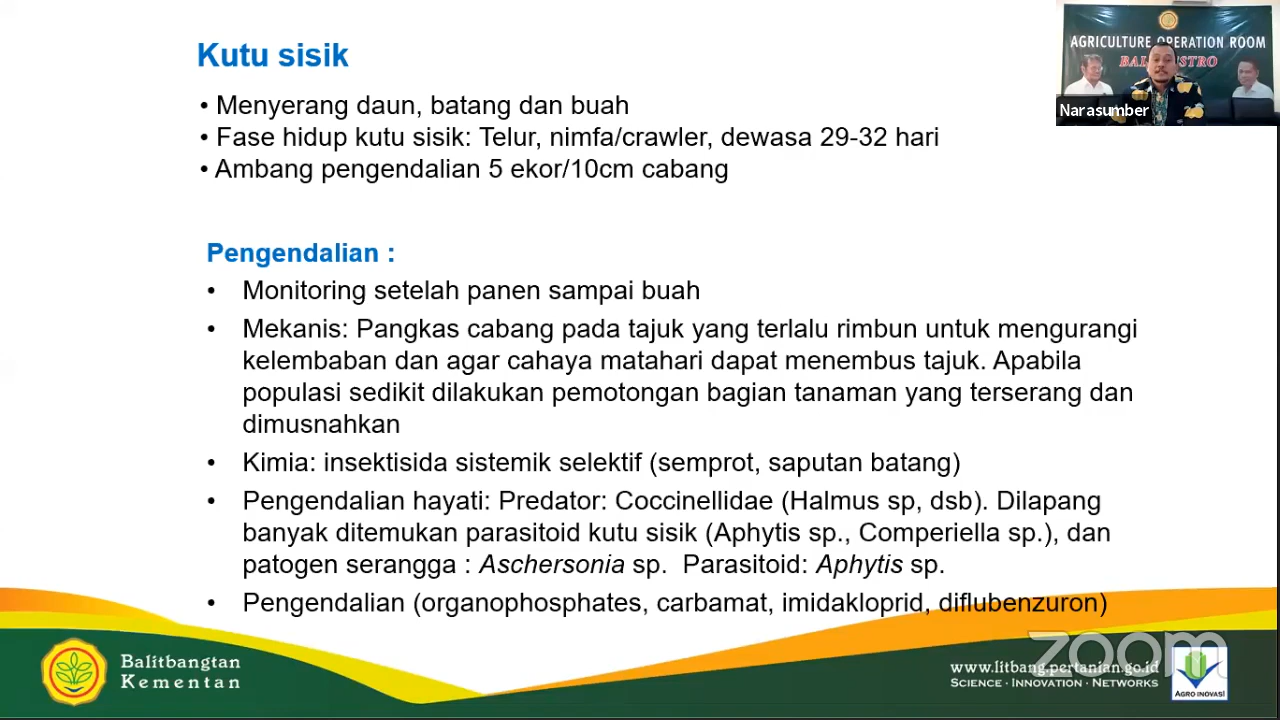 Kutu sisik
• Menyerang daun, batang dan buah
• Fase hidup kutu sisik: Telur, nimfa/crawler, dewasa 29-32 hari
• Ambang pengendalian 5 ekor/10cm cabang
Pengendalian :
• Monitoring setelah panen sampai buah
• Mekanis: Pangkas cabang pada tajuk yang terlalu rimbun untuk mengurangi
kelembaban dan agar cahaya matahari dapat menembus tajuk. Apabila
populasi sedikit dilakukan pemotongan bagian tanaman yang terserang dan
dimusnahkan
• Kimia: insektisida sistemik selektif (semprot, saputan batang)
• Pengendalian hayati: Predator: Coccinellidae (Halmus sp, dsb). Dilapang
banyak ditemukan parasitoid kutu sisik (Aphytis sp., Comperiella sp.), dan
patogen serangga : Aschersonia sp. Parasitoid: Aphytis sp.
• Pengendalian (organophosphates, carbamat, imidakloprid, diflubenzuron)
AGRICULTURE OPERATION ROOM
Narasumber
Balitbangtan
Kementan
zoom
www.litbang.pertanian.go.id
SCIENCE · INNOVATION · NETWORKS
AGRO INOVASI